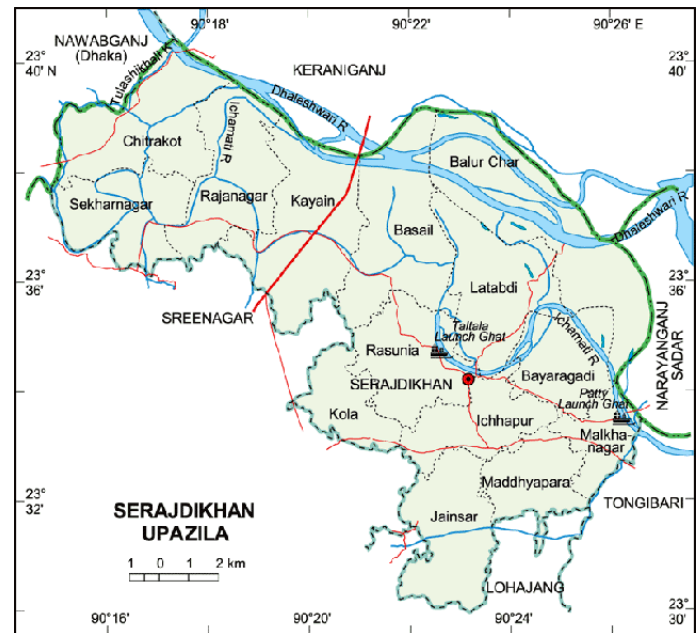 90°18'
90°22'
90°26' E
23°
40' N
NAWABGANJ
(Dhaka)
KERANIGANJ
23°
40'
Tulashikhali K
Dhaleshwari R
Ichamati R
Chitrakot
Balur Char
Sekharnagar
Rajanagar
Kayain
Basail
Dhaleshwari R
23°
36'
23°
36'
Latabdi
SREENAGAR
Taltala
Launch Ghat
Ichamati R
NARAYANGANJ
SADAR
Rasunia
SERAJDIKHAN
Bayaragadi
Patty
Launch Ghat
Kola
Ichhapur
Malkha-
nagar
Maddhyapara
23°
32'
SERAJDIKHAN
UPAZILA
TONGIBARI
Jainsar
1 0 1 2 km
LOHAJANG
23°
30'
90°16'
90°20'
90°24'